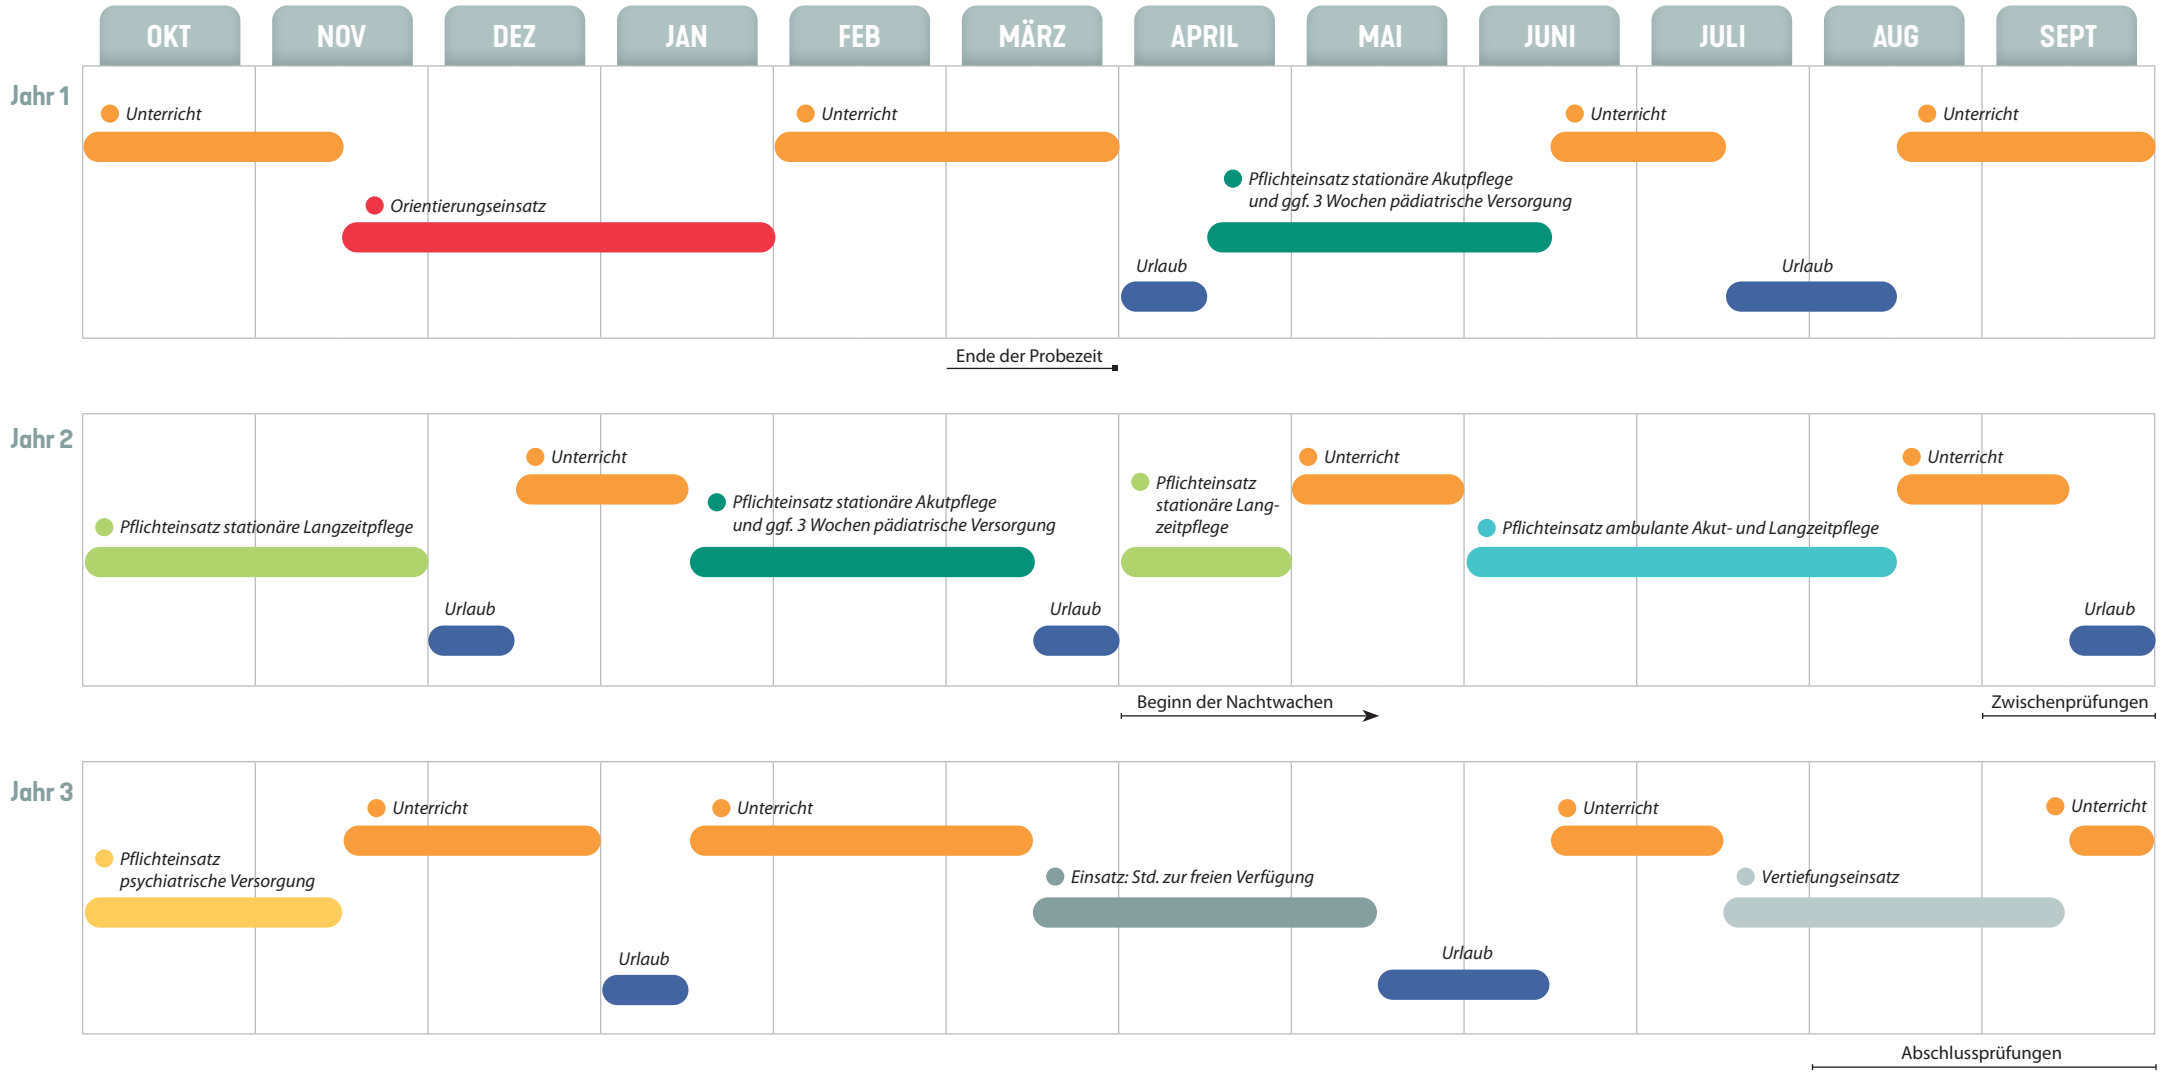 OKT NOV DEZ JAN FEB MÄRZ APRIL MAI JUNI JULI AUG SEPT
Jahr 1
Unterricht
Unterricht
Unterricht
Unterricht
Orientierungseinsatz
Pflichteinsatz stationäre Akutpflege
und ggf. 3 Wochen pädiatrische Versorgung
Urlaub
Urlaub
Ende der Probezeit
Jahr 2
Unterricht
Unterricht
Unterricht
Pflichteinsatz stationäre Langzeitpflege
Pflichteinsatz stationäre Akutpflege
und ggf. 3 Wochen pädiatrische Versorgung
Pflichteinsatz
stationäre Lang-
zeitpflege
Pflichteinsatz ambulante Akut- und Langzeitpflege
Urlaub
Urlaub
Urlaub
Beginn der Nachtwachen
Zwischenprüfungen
Jahr 3
Unterricht
Unterricht
Unterricht
Unterricht
Pflichteinsatz
psychiatrische Versorgung
Einsatz: Std. zur freien Verfügung
Vertiefungseinsatz
Urlaub
Urlaub
Abschlussprüfungen